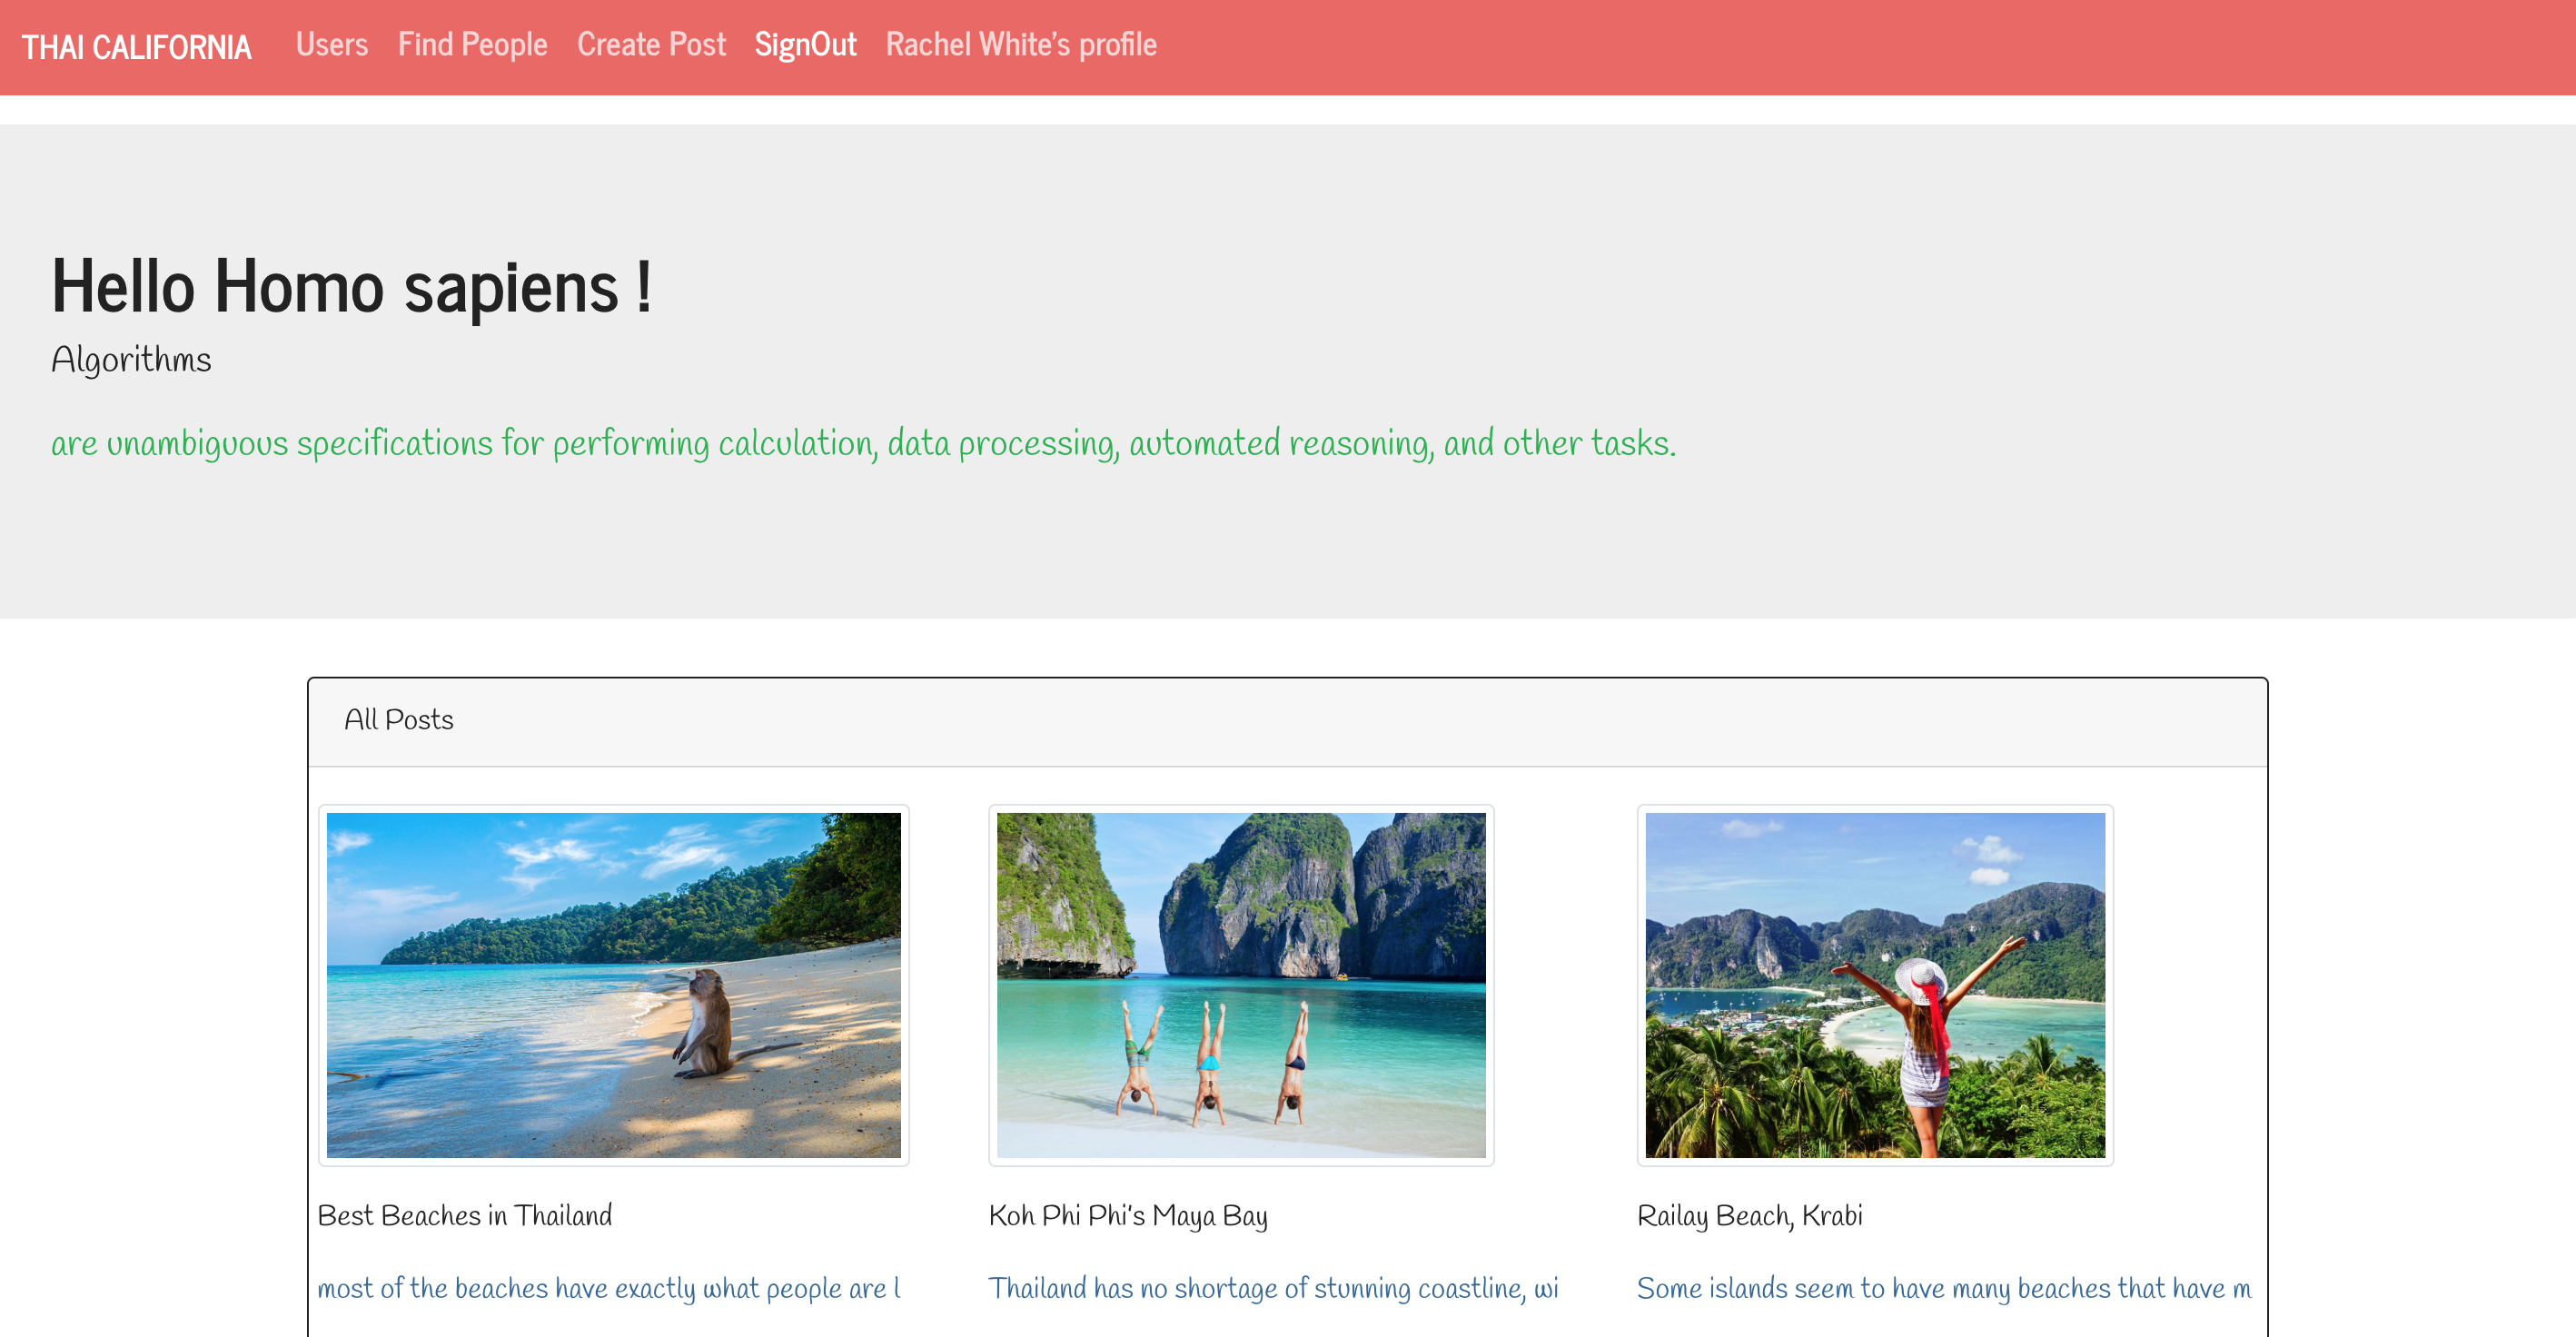 THAI CALIFORNIA Users Find People Create Post SignOut Rachel White's profile
Hello Homo sapiens !
Algorithms
are unambiguous specifications for performing calculation, data processing, automated reasoning, and other tasks.
All Posts
Best Beaches in Thailand
Koh Phi Phi's Maya Bay
Railay Beach, Krabi
most of the beaches have exactly what people are l
Thailand has no shortage of stunning coastline, wi
Some islands seem to have many beaches that have m